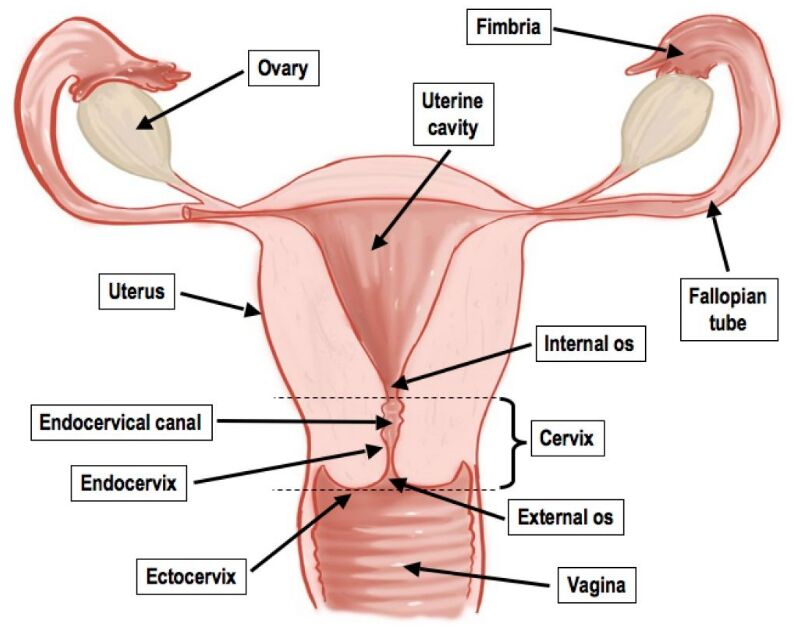 Fimbria
Ovary
Uterine
cavity
Uterus
Fallopian
tube
Internal os
Endocervical canal
Cervix
Endocervix
External os
Ectocervix
Vagina